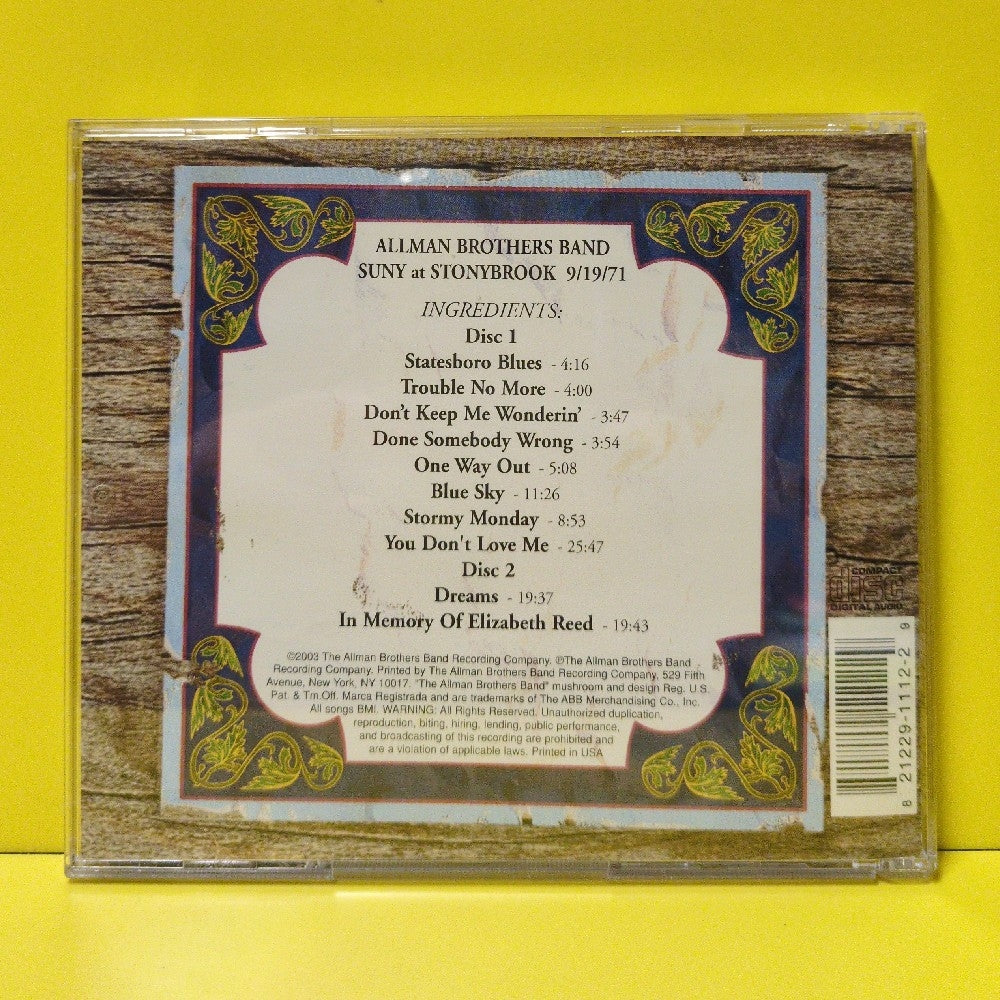 ALLMAN BROTHERS BAND
SUNY at STONYBROOK 9/19/71
INGREDIENTS:
Disc 1
Statesboro Blues - 4:16
Trouble No More - 4:00
Don't Keep Me Wonderin' - 3:47
Done Somebody Wrong - 3:54
One Way Out - 5:08
Blue Sky - 11:26
Stormy Monday - 8:53
You Don't Love Me - 25:47
Disc 2
Dreams - 19:37
In Memory Of Elizabeth Reed - 19:43
©2003 The Allman Brothers Band Recording Company. ℗The Allman Brothers Band
Recording Company. Printed by The Allman Brothers Band Recording Company, 529 Fifth
Avenue, New York, NY 10017. "The Allman Brothers Band" mushroom and design Reg. U.S.
Pat. & Tm.Off. Marca Registrada and are trademarks of The ABB Merchandising Co., Inc.
All songs BMI. WARNING: All Rights Reserved. Unauthorized duplication,
reproduction, biting, hiring, lending, public performance,
and broadcasting of this recording are prohibited and
are a violation of applicable laws. Printed in USA
COMPACT
disc
DIGITAL AUDIO
8 21229-1112-2 9